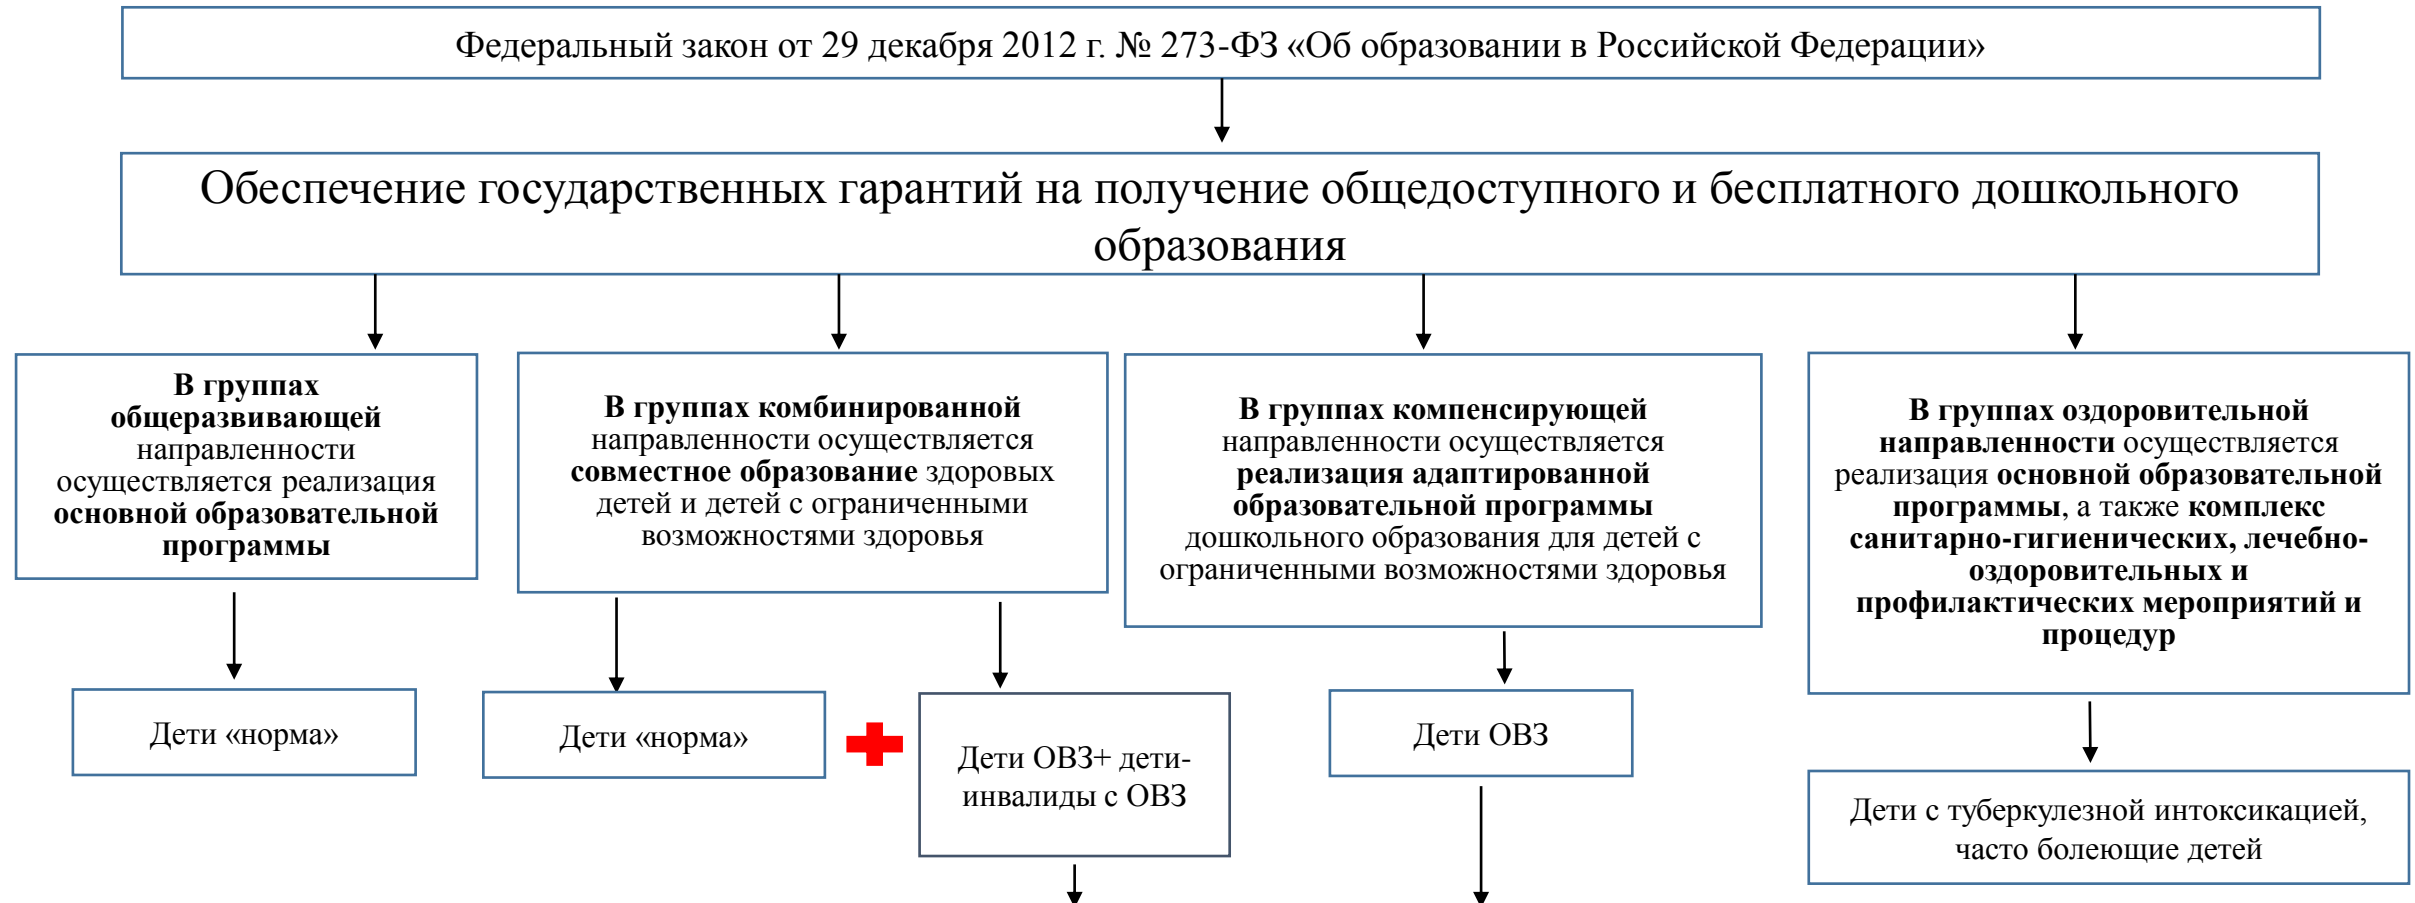 Федеральный закон от 29 декабря 2012 г. № 273-ФЗ «Об образовании в Российской Федерации»
Обеспечение государственных гарантий на получение общедоступного и бесплатного дошкольного
образования
В группах
общеразвивающей
направленности
осуществляется реализация
основной образовательной
программы
В группах комбинированной
направленности осуществляется
совместное образование здоровых
детей и детей с ограниченными
возможностями здоровья
В группах компенсирующей
направленности осуществляется
реализация адаптированной
образовательной программы
дошкольного образования для детей с
ограниченными возможностями здоровья
В группах оздоровительной
направленности осуществляется
реализация основной образовательной
программы, а также комплекс
санитарно-гигиенических, лечебно-
оздоровительных и
профилактических мероприятий и
процедур
Дети «норма»
Дети «норма»
Дети ОВЗ+ дети-
инвалиды с ОВЗ
Дети ОВЗ
Дети с туберкулезной интоксикацией,
часто болеющие детей